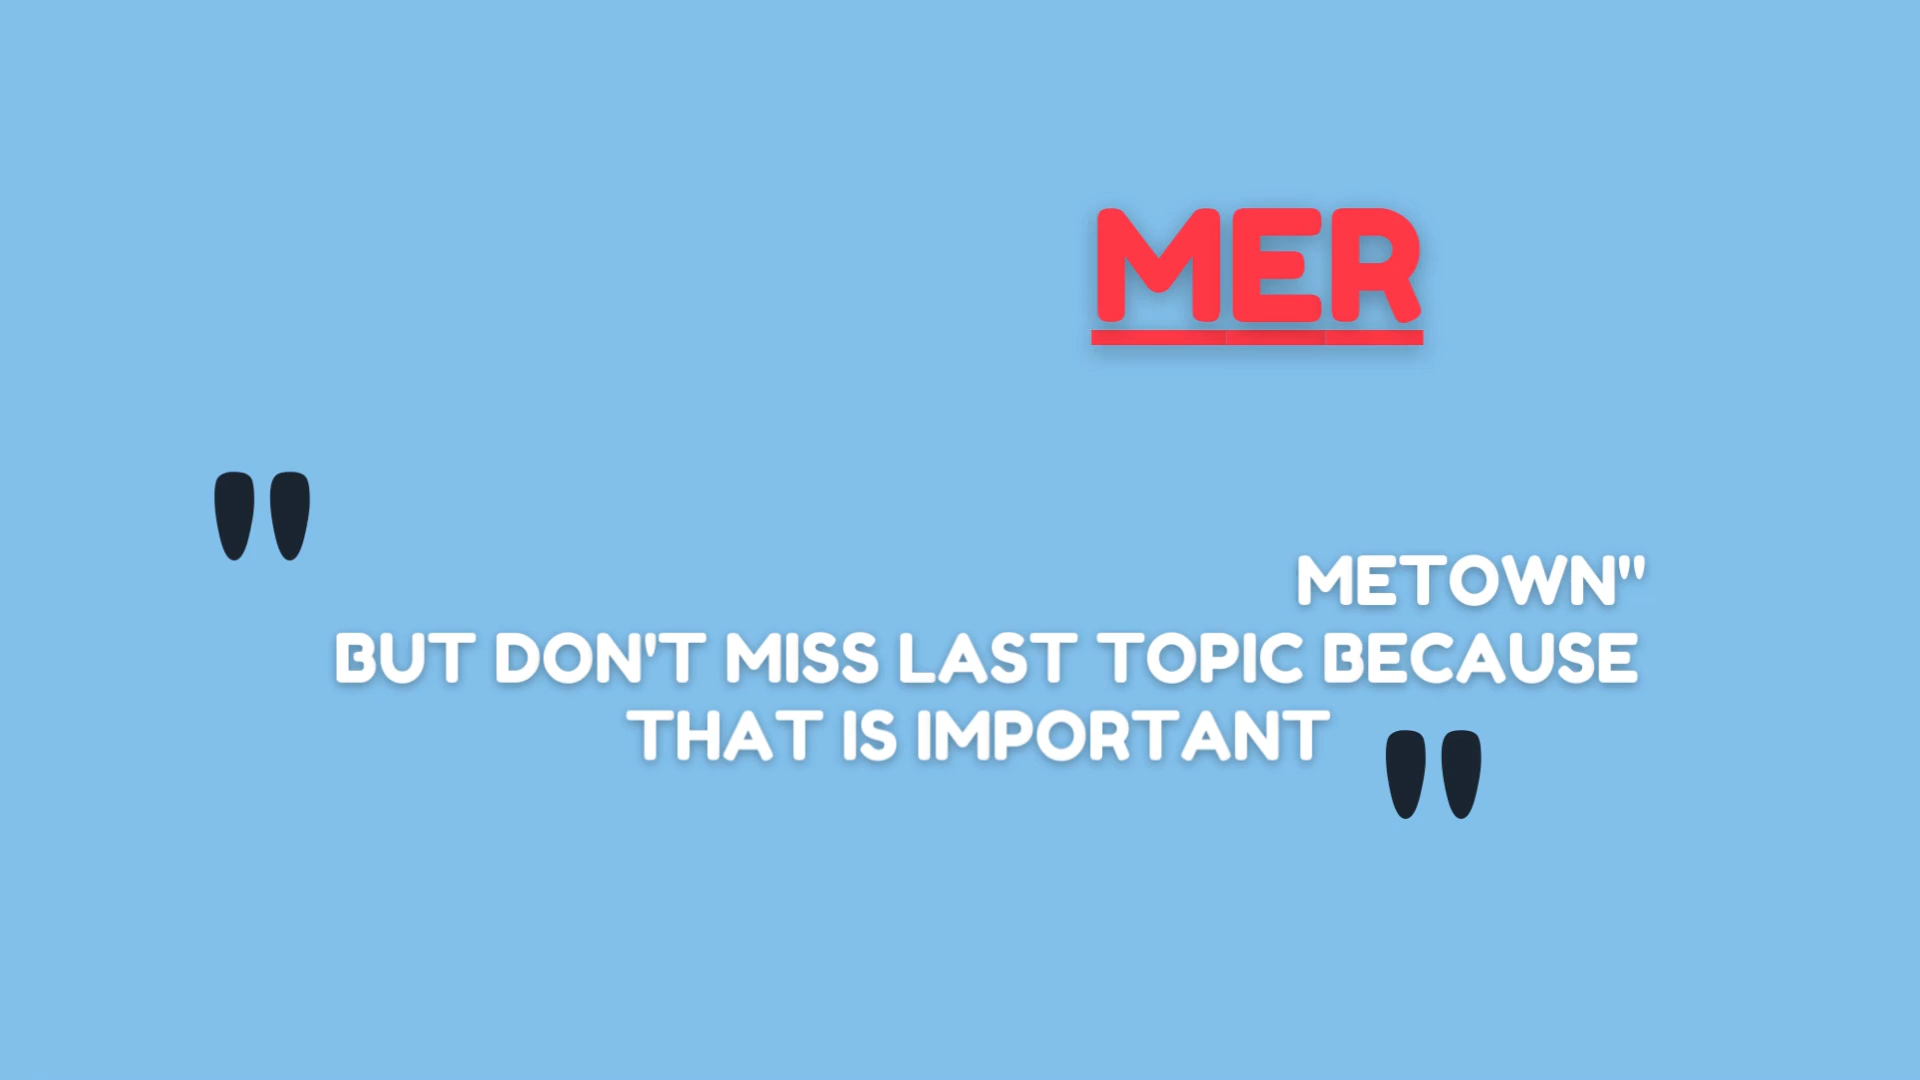 MER
"
METOWN"
BUT DON'T MISS LAST TOPIC BECAUSE
THAT IS IMPORTANT "